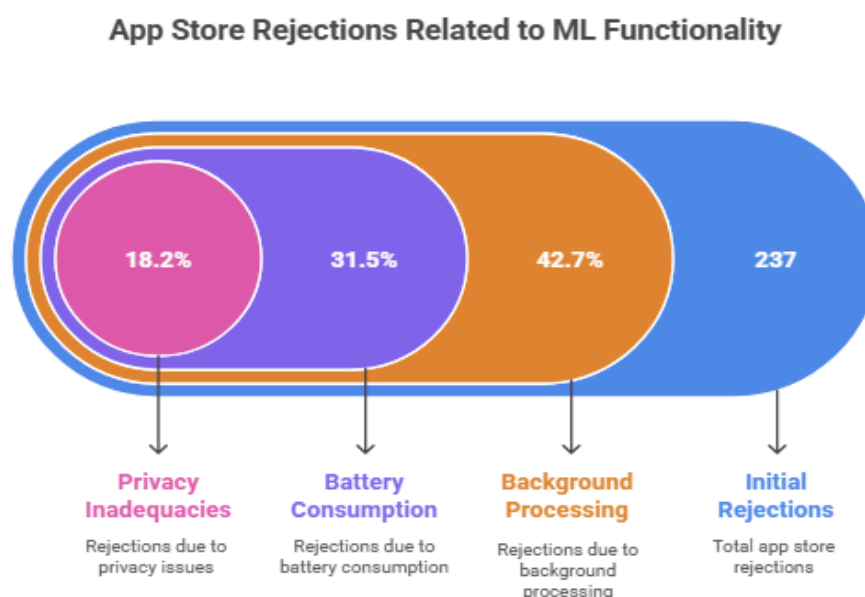 App Store Rejections Related to ML Functionality
18.2%
31.5%
42.7%
237
Privacy
Inadequacies
Rejections due to
privacy issues
Battery
Consumption
Rejections due to
battery consumption
Background
Processing
Rejections due to
background
processing
Initial
Rejections
Total app store
rejections